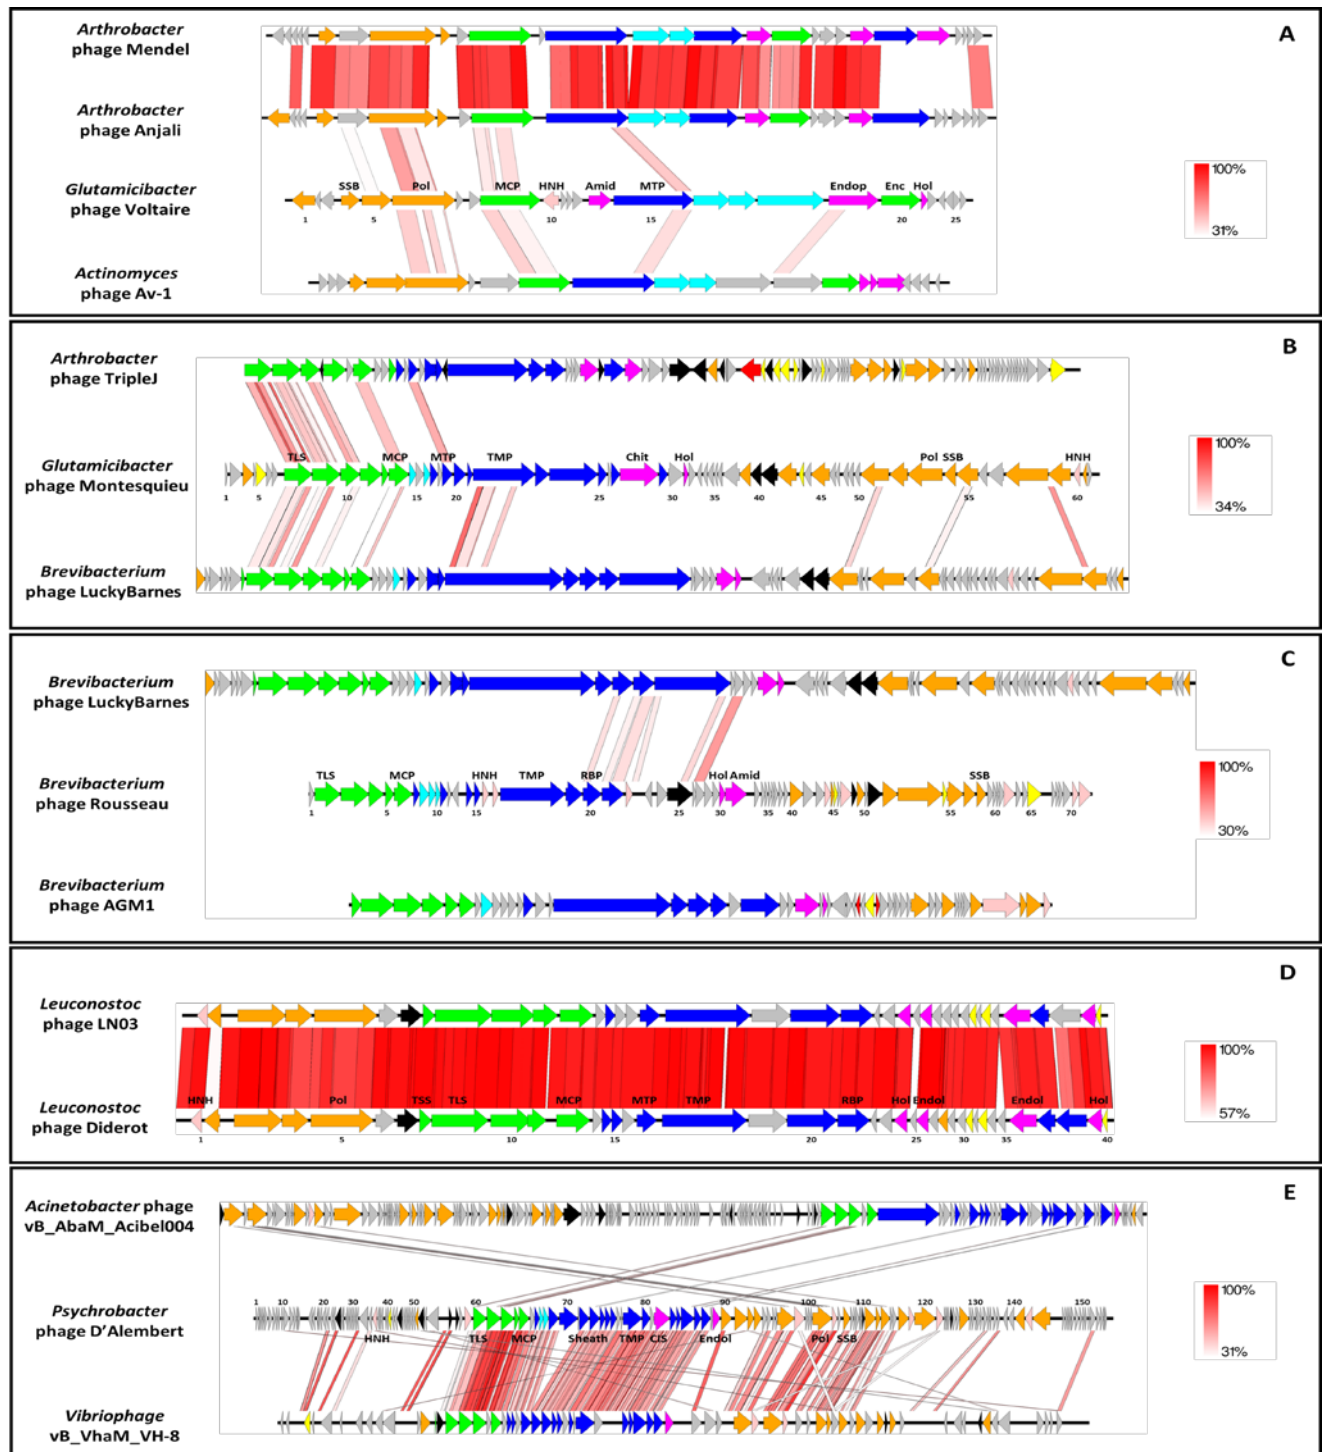 A
Arthrobacter
phage Mendel
Arthrobacter
phage Anjali
Glutamicibacter
phage Voltaire
SSB Pol MCP HNH Amid MTP Endop Enc Hol
1 5 10 15 20 25
Actinomyces
phage Av-1
100%
31%
B
Arthrobacter
phage TripleJ
Glutamicibacter
phage Montesquieu
TLS MCP MTP TMP Chit Hol Pol SSB HNH
1 5 10 15 20 25 30 35 40 45 50 55 60
Brevibacterium
phage LuckyBarnes
100%
34%
C
Brevibacterium
phage LuckyBarnes
Brevibacterium
phage Rousseau
TLS MCP HNH TMP RBP Hol Amid SSB
1 5 10 15 20 25 30 35 40 45 50 55 60 65 70
Brevibacterium
phage AGM1
100%
30%
D
Leuconostoc
phage LN03
Leuconostoc
phage Diderot
HNH Pol TSS TLS MCP MTP TMP RBP Hol Endol Endol Hol
1 5 10 15 20 25 30 35 40
100%
57%
E
Acinetobacter phage
vB_AbaM_Acibel004
Psychrobacter
phage D'Alembert
1 10 20 30 40 50 60 70 80 90 100 110 120 130 140 150
HNH TLS MCP Sheath TMP CIS Endol Pol SSB
Vibriophage
vB_VhaM_VH-8
100%
31%